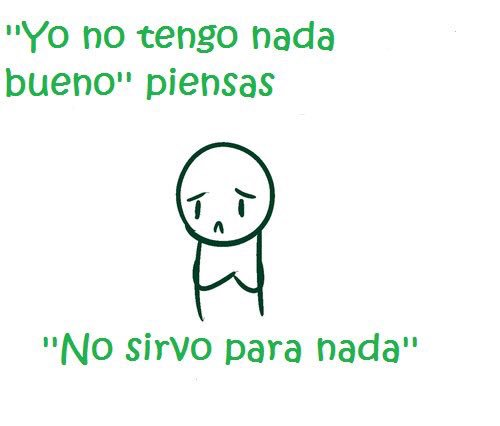 "Yo no tengo nada
bueno" piensas
"No sirvo para nada"